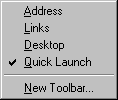 Address
Links
Desktop
Quick Launch
New Toolbar...